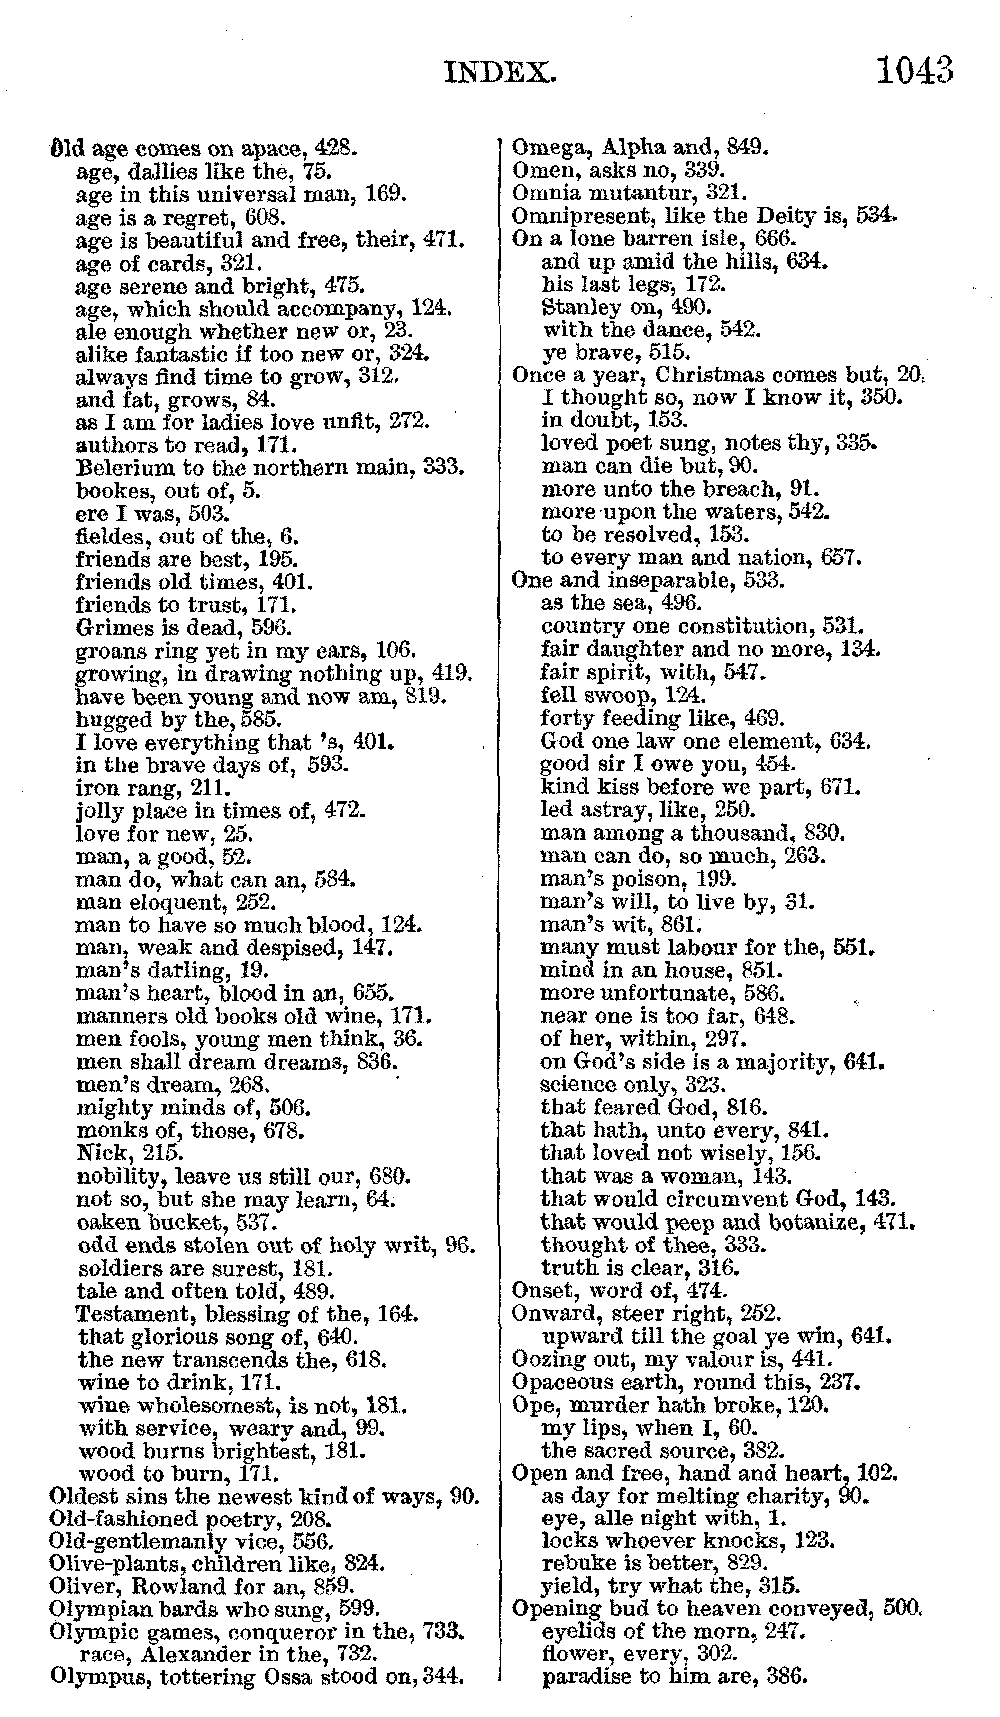 INDEX. 1043
Old age comes on apace, 428.
age, dallies like the, 75.
age in this universal man, 169.
age is a regret, 608.
age is beautiful and free, their, 471.
age of cards, 321.
age serene and bright, 475.
age, which should accompany, 124.
ale enough whether new or, 23.
alike fantastic if too new or, 324.
always find time to grow, 312.
and fat, grows, 84.
as I am for ladies love unfit, 272.
authors to read, 171.
Belerium to the northern main, 333.
bookes, out of, 5.
ere I was, 503.
fieldes, out of the, 6.
friends are best, 195.
friends old times, 401.
friends to trust, 171.
Grimes is dead, 596.
groans ring yet in my ears, 106.
growing, in drawing nothing up, 419.
have been young and now am, 819.
hugged by the, 585.
I love everything that 's, 401.
in the brave days of, 593.
iron rang, 211.
jolly place in times of, 472.
love for new, 25.
man, a good, 52.
man do, what can an, 584.
man eloquent, 252.
man to have so much blood, 124.
man, weak and despised, 147.
man's darling, 19.
man's heart, blood in an, 655.
manners old books old wine, 171.
men fools, young men think, 36.
men shall dream dreams, 836.
men's dream, 268.
mighty minds of, 506.
monks of, those, 678.
Nick, 215.
nobility, leave us still our, 680.
not so, but she may learn, 64.
oaken bucket, 537.
odd ends stolen out of holy writ, 96.
soldiers are surest, 181.
tale and often told, 489.
Testament, blessing of the, 164.
that glorious song of, 640.
the new transcends the, 618.
wine to drink, 171.
wine wholesomest, is not, 181.
with service, weary and, 99.
wood burns brightest, 181.
wood to burn, 171.
Oldest sins the newest kind of ways, 90.
Old-fashioned poetry, 208.
Old-gentlemanly vice, 556.
Olive-plants, children like, 824.
Oliver, Rowland for an, 859.
Olympian bards who sung, 599.
Olympic games, conqueror in the, 733.
race, Alexander in the, 732.
Olympus, tottering Ossa stood on, 344.
Omega, Alpha and, 849.
Omen, asks no, 339.
Omnia mutantur, 321.
Omnipresent, like the Deity is, 534.
On a lone barren isle, 666.
and up amid the hills, 634.
his last legs, 172.
Stanley on, 490.
with the dance, 542.
ye brave, 515.
Once a year, Christmas comes but, 20.
I thought so, now I know it, 350.
in doubt, 153.
loved poet sung, notes thy, 335.
man can die but, 90.
more unto the breach, 91.
more upon the waters, 542.
to be resolved, 153.
to every man and nation, 657.
One and inseparable, 533.
as the sea, 496.
country one constitution, 531.
fair daughter and no more, 134.
fair spirit, with, 547.
fell swoop, 124.
forty feeding like, 469.
God one law one element, 634.
good sir I owe you, 454.
kind kiss before we part, 671.
led astray, like, 250.
man among a thousand, 830.
man can do, so much, 263.
man's poison, 199.
man's will, to live by, 31.
man's wit, 861.
many must labour for the, 551.
mind in an house, 851.
more unfortunate, 586.
near one is too far, 648.
of her, within, 297.
on God's side is a majority, 641.
science only, 323.
that feared God, 816.
that hath, unto every, 841.
that loved not wisely, 156.
that was a woman, 143.
that would circumvent God, 143.
that would peep and botanize, 471.
thought of thee, 333.
truth is clear, 316.
Onset, word of, 474.
Onward, steer right, 252.
upward till the goal ye win, 641.
Oozing out, my valour is, 441.
Opaceous earth, round this, 237.
Ope, murder hath broke, 120.
my lips, when I, 60.
the sacred source, 382.
Open and free, hand and heart, 102.
as day for melting charity, 90.
eye, alle night with, 1.
locks whoever knocks, 123.
rebuke is better, 829.
yield, try what the, 315.
Opening bud to heaven conveyed, 500.
eyelids of the morn, 247.
flower, every, 302.
paradise to him are, 386.